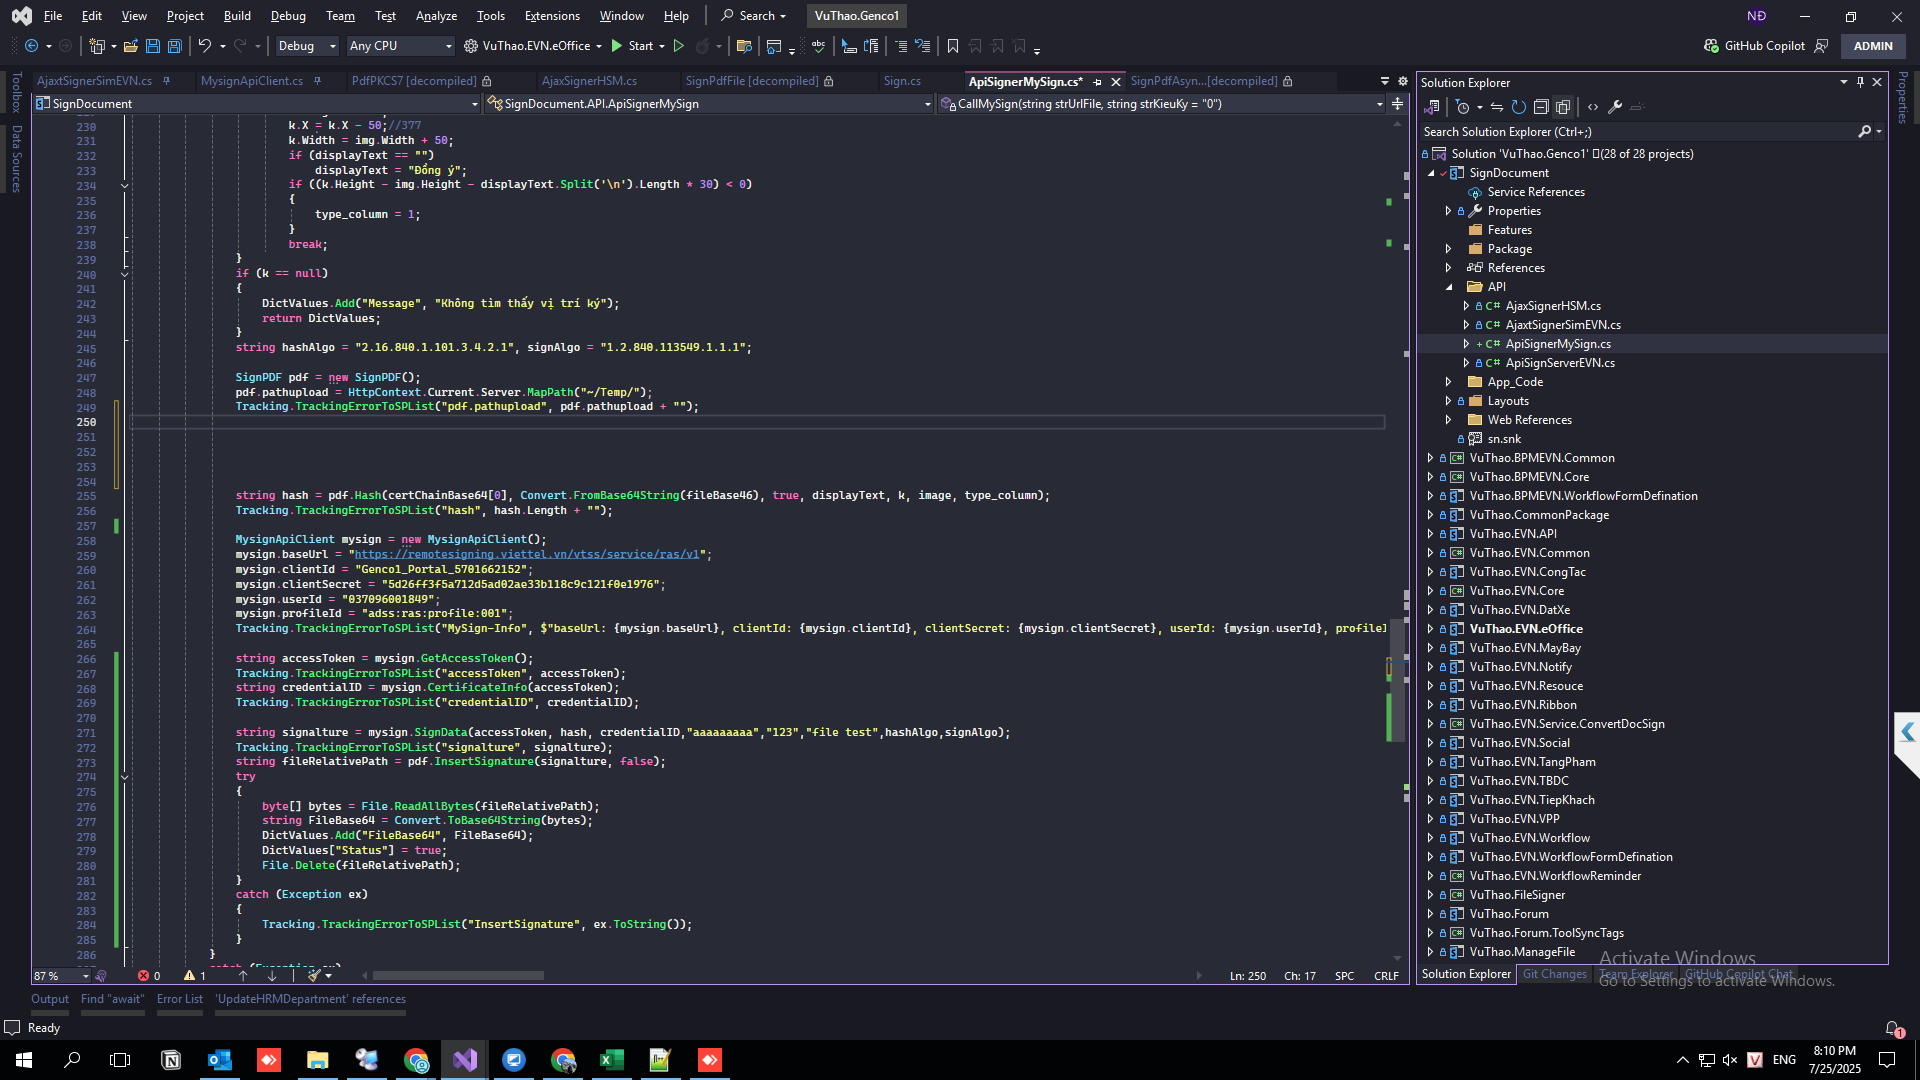 File Edit View Project Build Debug Team Test Analyze Tools Extensions Window Help Search VuThao.Genco1 NĐ
Debug Any CPU VuThao.EVN.eOffice Start GitHub Copilot ADMIN
AjaxtSignerSimEVN.cs MysignApiClient.cs PdfPKCS7 [decompiled] AjaxSignerHSM.cs SignPdfFile [decompiled] Sign.cs ApiSignerMySign.cs* SignPdfAsyn...[decompiled]
SignDocument SignDocument.API.ApiSignerMySign CallMySign(string strUrlFile, string strKieuKy = "0")
Toolbox
Data Sources
230 k.X = k.X - 50;//377
231 k.Width = img.Width + 50;
232 if (displayText == "")
233 displayText = "Đồng ý";
234 if ((k.Height - img.Height - displayText.Split('\n').Length * 30) < 0)
235 {
236 type_column = 1;
237 }
238 break;
239 }
240 if (k == null)
241 {
242 DictValues.Add("Message", "Không tìm thấy vị trí ký");
243 return DictValues;
244 }
245 string hashAlgo = "2.16.840.1.101.3.4.2.1", signAlgo = "1.2.840.113549.1.1.1";
246
247 SignPDF pdf = new SignPDF();
248 pdf.pathupload = HttpContext.Current.Server.MapPath("~/Temp/");
249 Tracking.TrackingErrorToSPList("pdf.pathupload", pdf.pathupload + "");
250
251
252
253
254
255 string hash = pdf.Hash(certChainBase64[0], Convert.FromBase64String(fileBase46), true, displayText, k, image, type_column);
256 Tracking.TrackingErrorToSPList("hash", hash.Length + "");
257
258 MysignApiClient mysign = new MysignApiClient();
259 mysign.baseUrl = "https://remotesigning.viettel.vn/vtss/service/ras/v1";
260 mysign.clientId = "Genco1_Portal_5701662152";
261 mysign.clientSecret = "5d26ff3f5a712d5ad02ae33b118c9c121f0e1976";
262 mysign.userId = "037096001849";
263 mysign.profileId = "adss:ras:profile:001";
264 Tracking.TrackingErrorToSPList("MySign-Info", $"baseUrl: {mysign.baseUrl}, clientId: {mysign.clientId}, clientSecret: {mysign.clientSecret}, userId: {mysign.userId}, profileI
265
266 string accessToken = mysign.GetAccessToken();
267 Tracking.TrackingErrorToSPList("accessToken", accessToken);
268 string credentialID = mysign.CertificateInfo(accessToken);
269 Tracking.TrackingErrorToSPList("credentialID", credentialID);
270
271 string signalture = mysign.SignData(accessToken, hash, credentialID,"aaaaaaaaa","123","file test",hashAlgo,signAlgo);
272 Tracking.TrackingErrorToSPList("signalture", signalture);
273 string fileRelativePath = pdf.InsertSignature(signalture, false);
274 try
275 {
276 byte[] bytes = File.ReadAllBytes(fileRelativePath);
277 string FileBase64 = Convert.ToBase64String(bytes);
278 DictValues.Add("FileBase64", FileBase64);
279 DictValues["Status"] = true;
280 File.Delete(fileRelativePath);
281 }
282 catch (Exception ex)
283 {
284 Tracking.TrackingErrorToSPList("InsertSignature", ex.ToString());
285 }
286 }
87 % 0 1 Ln: 250 Ch: 17 SPC CRLF
Output Find "await" Error List 'UpdateHRMDepartment' references
Ready
Solution Explorer
Search Solution Explorer (Ctrl+;)
Solution 'VuThao.Genco1' (28 of 28 projects)
SignDocument
Service References
Properties
Features
Package
References
API
C# AjaxSignerHSM.cs
C# AjaxtSignerSimEVN.cs
+ C# ApiSignerMySign.cs
C# ApiSignServerEVN.cs
App_Code
Layouts
Web References
sn.snk
VuThao.BPMEVN.Common
VuThao.BPMEVN.Core
VuThao.BPMEVN.WorkflowFormDefination
VuThao.CommonPackage
VuThao.EVN.API
VuThao.EVN.Common
VuThao.EVN.CongTac
VuThao.EVN.Core
VuThao.EVN.DatXe
VuThao.EVN.eOffice
VuThao.EVN.MayBay
VuThao.EVN.Notify
VuThao.EVN.Resouce
VuThao.EVN.Ribbon
VuThao.EVN.Service.ConvertDocSign
VuThao.EVN.Social
VuThao.EVN.TangPham
VuThao.EVN.TBDC
VuThao.EVN.TiepKhach
VuThao.EVN.VPP
VuThao.EVN.Workflow
VuThao.EVN.WorkflowFormDefination
VuThao.EVN.WorkflowReminder
VuThao.FileSigner
VuThao.Forum
VuThao.Forum.ToolSyncTags
VuThao.ManageFile
Solution Explorer Git Changes Team Explorer GitHub Copilot Chat
Properties
Activate Windows
Go to Settings to activate Windows.
1
ENG
8:10 PM
7/25/2025